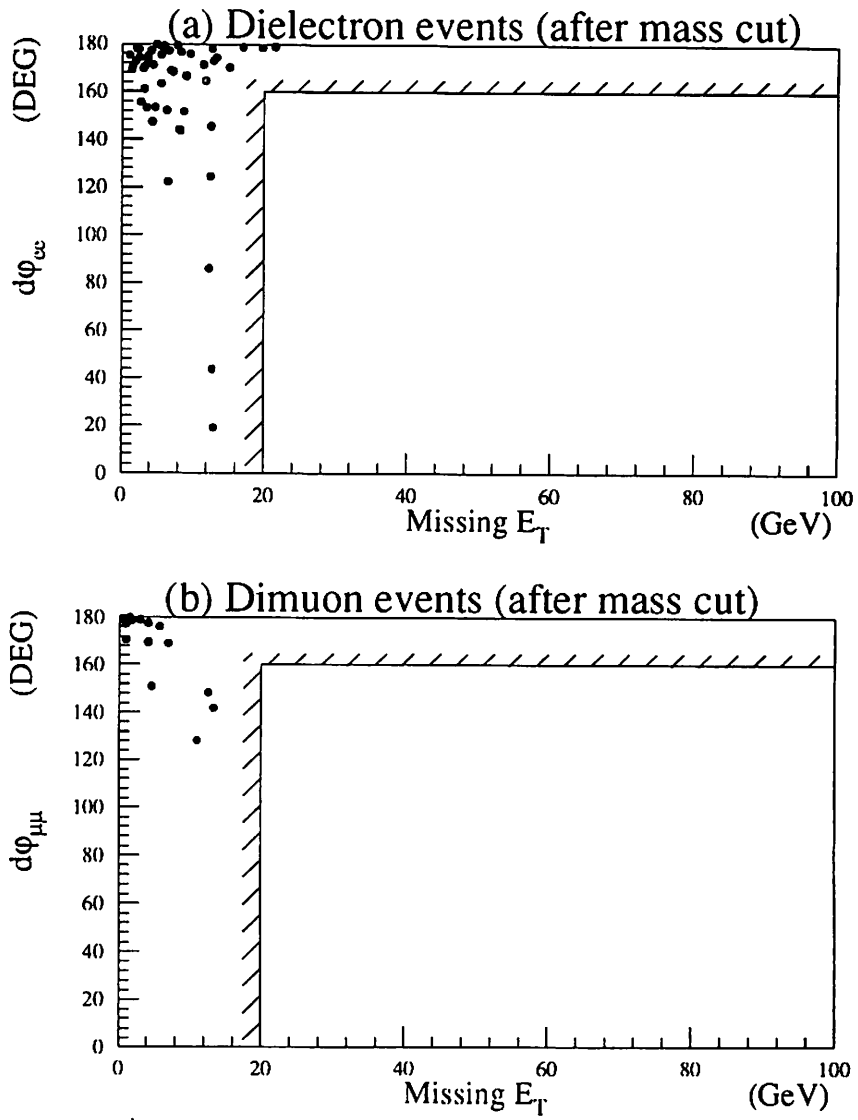 (a) Dielectron events (after mass cut)
dφee (DEG)
180
160
140
120
100
80
60
40
20
0
0 20 40 60 80 100
Missing E_T (GeV)
(b) Dimuon events (after mass cut)
dφμμ (DEG)
180
160
140
120
100
80
60
40
20
0
0 20 40 60 80 100
Missing E_T (GeV)